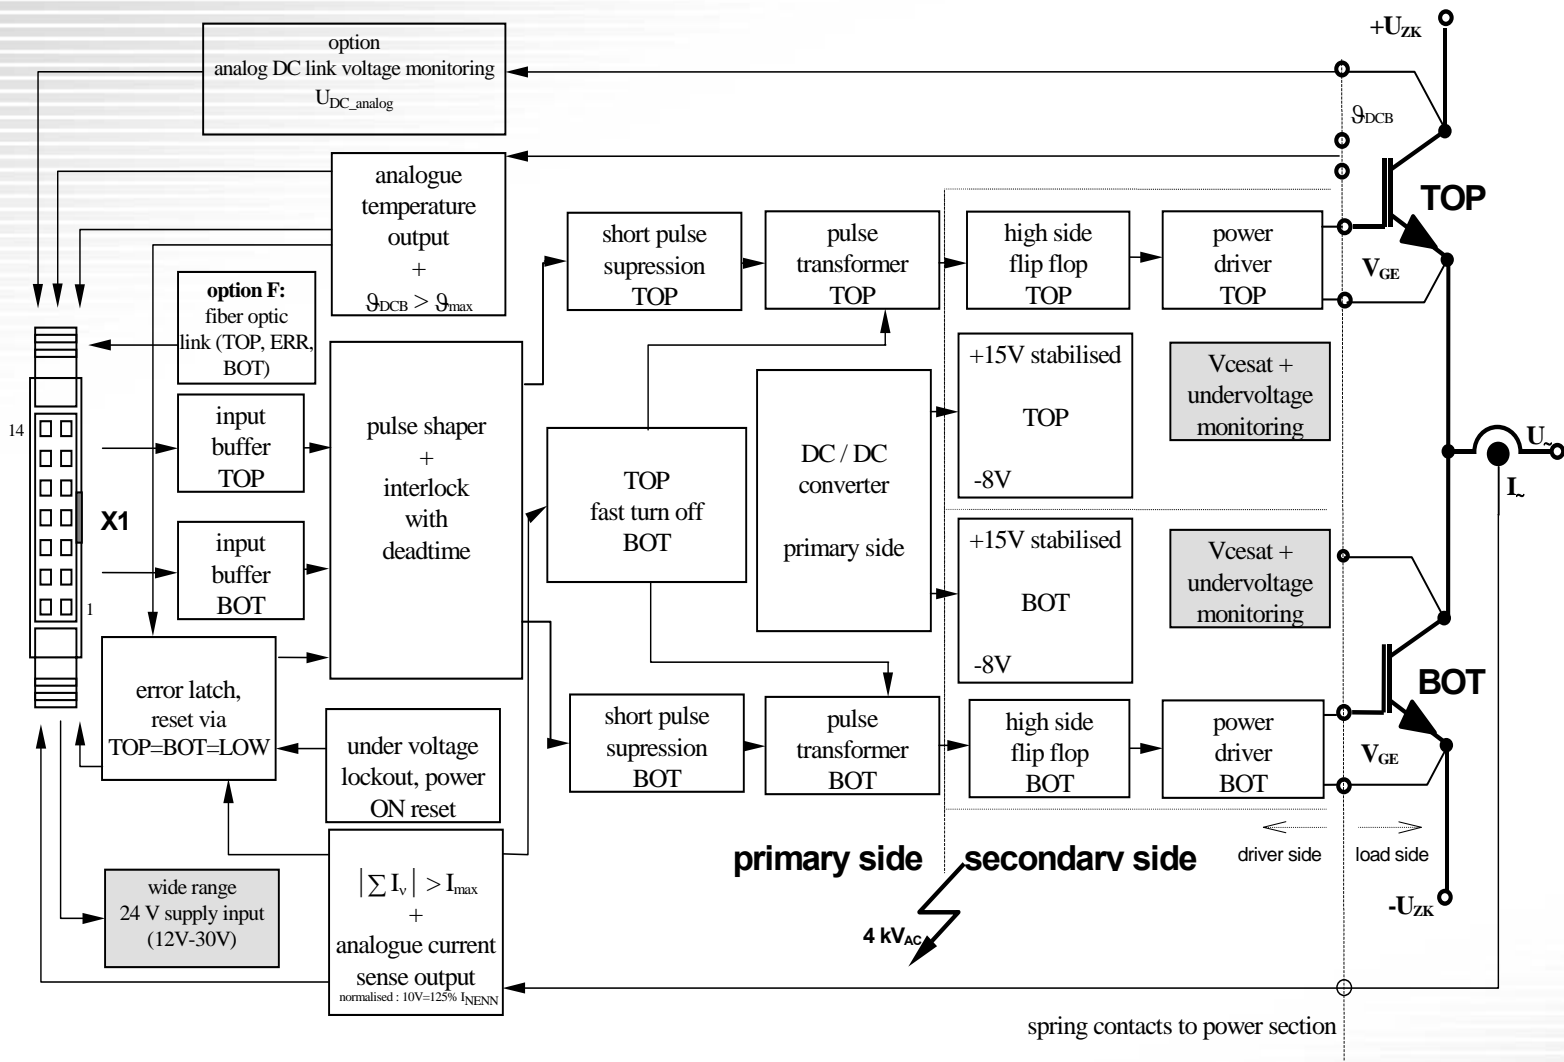 option
analog DC link voltage monitoring
U_DC_analog
+U_ZK
ϑ_DCB
analogue
temperature
output
+
ϑ_DCB > ϑ_max
TOP
option F:
fiber optic
link (TOP, ERR,
BOT)
short pulse
supression
TOP
pulse
transformer
TOP
high side
flip flop
TOP
power
driver
TOP
V_GE
14
1
X1
input
buffer
TOP
input
buffer
BOT
pulse shaper
+
interlock
with
deadtime
TOP
fast turn off
BOT
DC / DC
converter
primary side
+15V stabilised
TOP
-8V
Vcesat +
undervoltage
monitoring
U_~
I_~
+15V stabilised
BOT
-8V
Vcesat +
undervoltage
monitoring
error latch,
reset via
TOP=BOT=LOW
under voltage
lockout, power
ON reset
short pulse
supression
BOT
pulse
transformer
BOT
high side
flip flop
BOT
power
driver
BOT
BOT
V_GE
wide range
24 V supply input
(12V-30V)
|∑ I_v| > I_max
+
analogue current
sense output
normalised : 10V=125% I_NENN
primary side
secondary side
driver side
load side
4 kV_AC
-U_ZK
spring contacts to power section